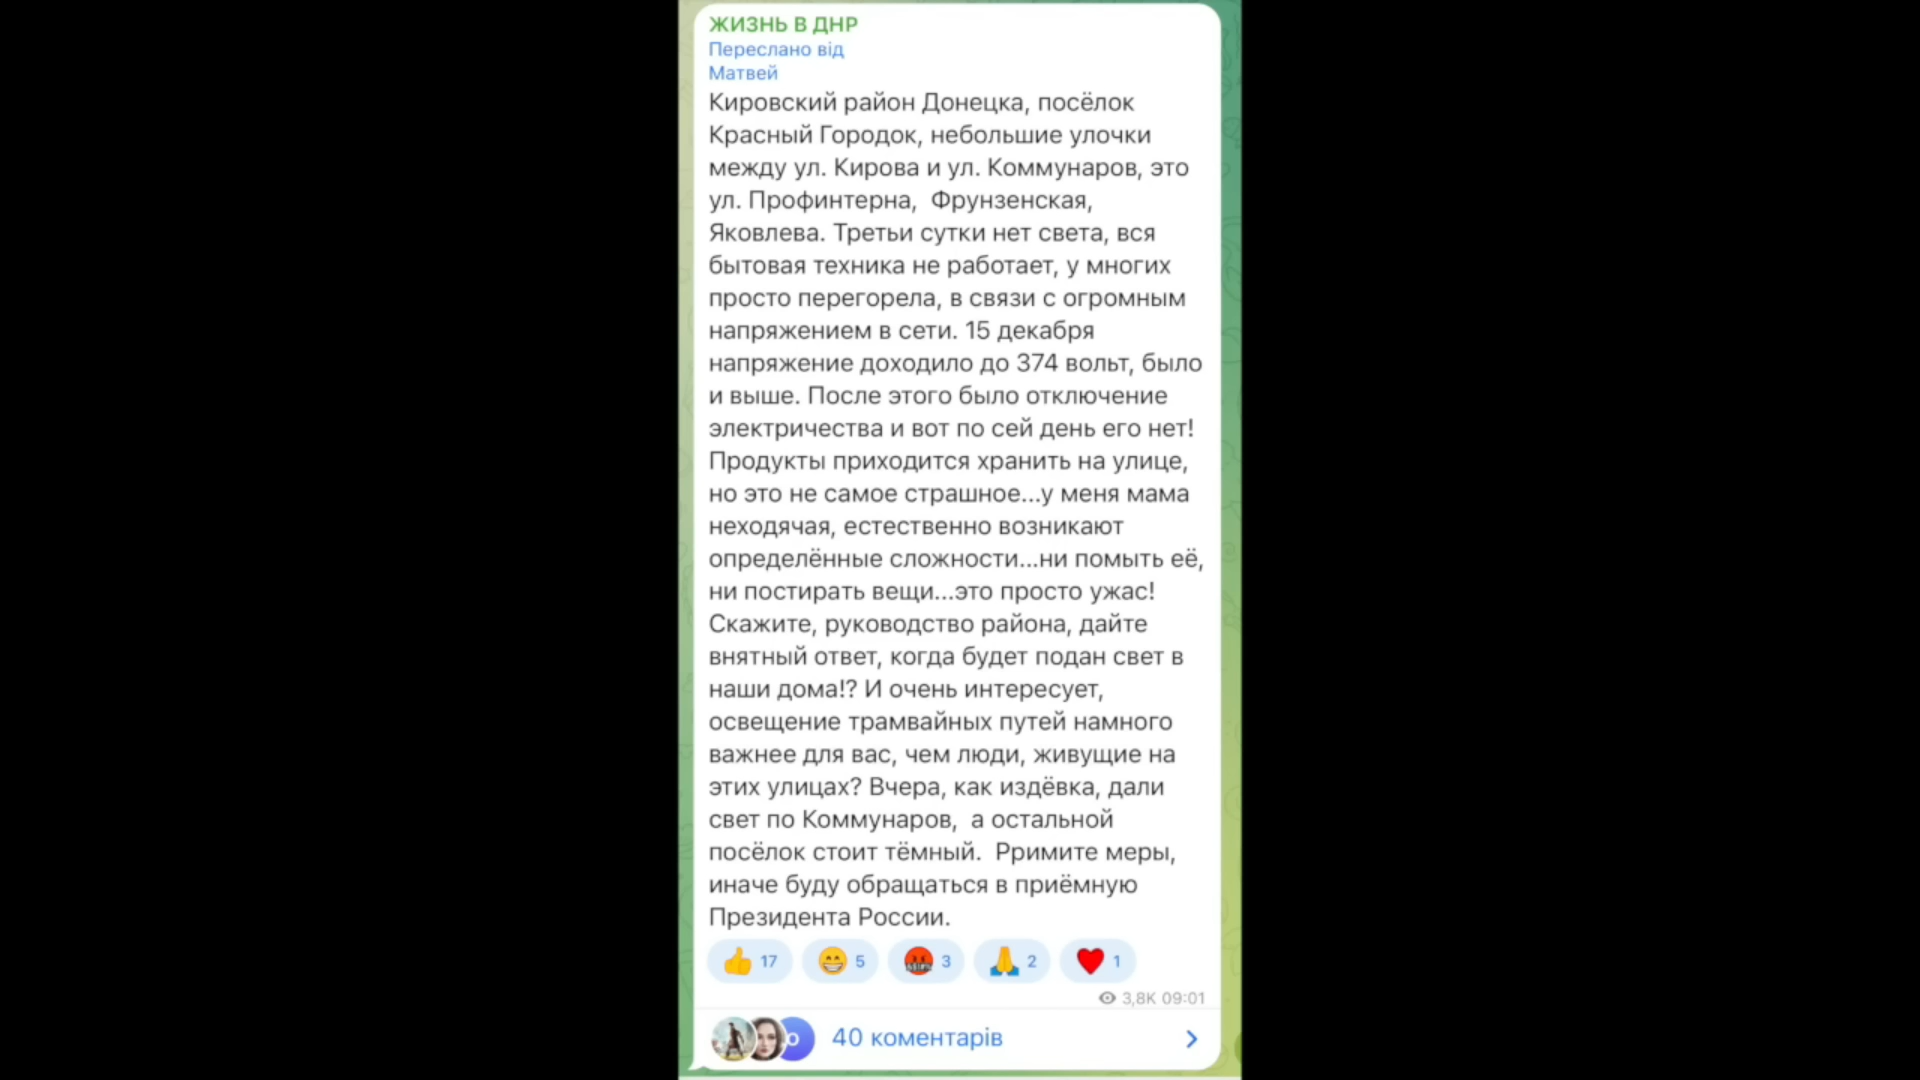 ЖИЗНЬ В ДНР
Переслано від
Матвей
Кировский район Донецка, посёлок
Красный Городок, небольшие улочки
между ул. Кирова и ул. Коммунаров, это
ул. Профинтерна,  Фрунзенская,
Яковлева. Третьи сутки нет света, вся
бытовая техника не работает, у многих
просто перегорела, в связи с огромным
напряжением в сети. 15 декабря
напряжение доходило до 374 вольт, было
и выше. После этого было отключение
электричества и вот по сей день его нет!
Продукты приходится хранить на улице,
но это не самое страшное...у меня мама
неходячая, естественно возникают
определённые сложности...ни помыть её,
ни постирать вещи...это просто ужас!
Скажите, руководство района, дайте
внятный ответ, когда будет подан свет в
наши дома!? И очень интересует,
освещение трамвайных путей намного
важнее для вас, чем люди, живущие на
этих улицах? Вчера, как издёвка, дали
свет по Коммунаров,  а остальной
посёлок стоит тёмный.  Рримите меры,
иначе буду обращаться в приёмную
Президента России.
17 5 3 2 1
3,8K 09:01
O 40 коментарів